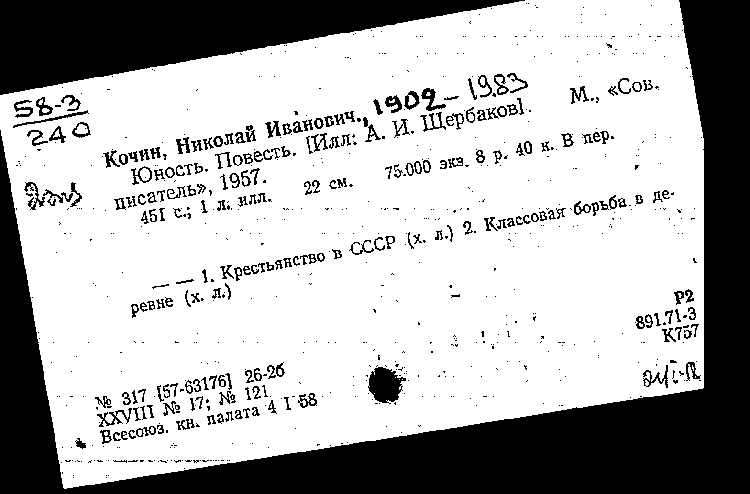 58-3
240
Кочин, Николай Иванович., 1902-1983
Юность. Повесть. [Илл: А. И. Щербаков]. М., «Сов.
писатель», 1957.
451 с.; 1 л. илл. 22 см. 75.000 экз. 8 р. 40 к. В пер.
— — 1. Крестьянство в СССР (х. л.) 2. Классовая борьба в де-
ревне (х. л.)
Р2
891.71-3
К757
№ 317 [57-63176] 26-26
XXVIII № 17; № 121
Всесоюз. кн. палата 4 I 58